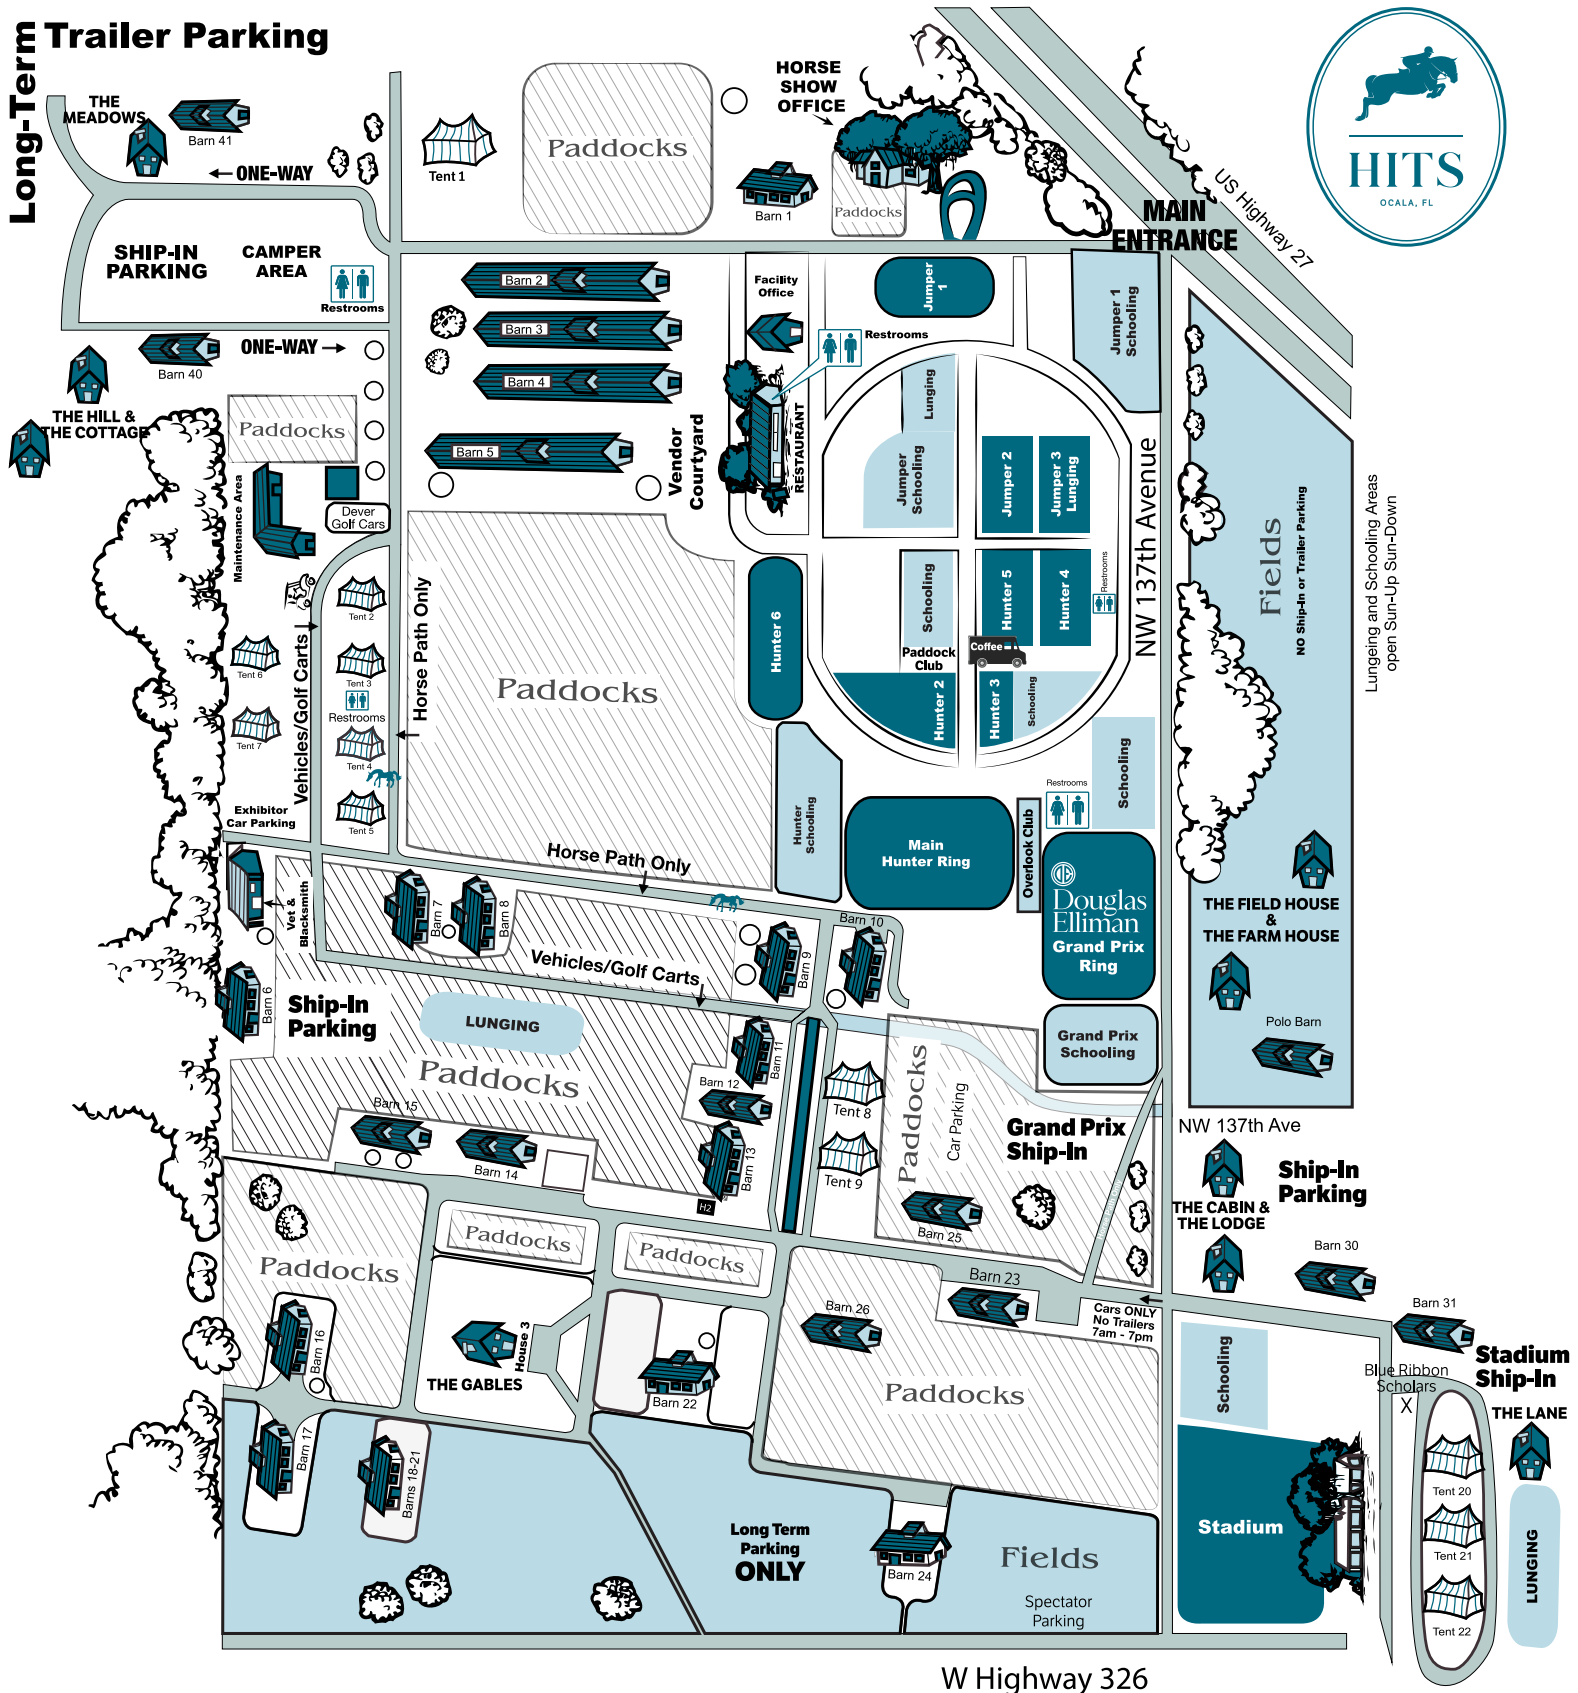 Long-Term
Trailer Parking
THE
MEADOWS
Barn 41
← ONE-WAY
Tent 1
Paddocks
HORSE
SHOW
OFFICE
Barn 1
Paddocks
MAIN
ENTRANCE
US Highway 27
HITS
OCALA, FL
SHIP-IN
PARKING
CAMPER
AREA
Restrooms
Barn 40
ONE-WAY →
THE HILL &
THE COTTAGE
Paddocks
Maintenance Area
Dever
Golf Cars
Barn 2
Barn 3
Barn 4
Barn 5
Vendor
Courtyard
Facility
Office
Restrooms
RESTAURANT
Jumper
1
Jumper 1
Schooling
Lunging
Jumper
Schooling
Jumper 2
Jumper 3
Lunging
NW 137th Avenue
Fields
NO Ship-In or Trailer Parking
Lungeing and Schooling Areas
open Sun-Up Sun-Down
Schooling
Hunter 5
Hunter 4
Restrooms
Coffee
Paddock
Club
Hunter 2
Hunter 3
Schooling
Hunter 6
Tent 2
Tent 3
Restrooms
Tent 4
Tent 5
Tent 6
Tent 7
Vehicles/Golf Carts
Horse Path Only
Paddocks
Exhibitor
Car Parking
Hunter
Schooling
Main
Hunter Ring
Overlook Club
Restrooms
Schooling
DE
Douglas
Elliman
Grand Prix
Ring
THE FIELD HOUSE
&
THE FARM HOUSE
Polo Barn
Horse Path Only
Vet &
Blacksmith
Barn 7
Barn 8
Barn 9
Barn 10
Vehicles/Golf Carts
Barn 6
Ship-In
Parking
LUNGING
Paddocks
Barn 11
Barn 12
Barn 13
H2
Barn 15
Barn 14
Tent 8
Tent 9
Paddocks
Car Parking
Grand Prix
Schooling
Grand Prix
Ship-In
Barn 25
NW 137th Ave
Ship-In
Parking
THE CABIN &
THE LODGE
Barn 30
Barn 31
Paddocks
Paddocks
Paddocks
Barn 16
House 3
THE GABLES
Barn 22
Barn 23
Barn 26
Cars ONLY
No Trailers
7am - 7pm
Paddocks
Schooling
Blue Ribbon
Scholars
X
Stadium
Ship-In
THE LANE
Barn 17
Barns 18-21
Long Term
Parking
ONLY
Barn 24
Fields
Spectator
Parking
Stadium
Tent 20
Tent 21
Tent 22
LUNGING
W Highway 326